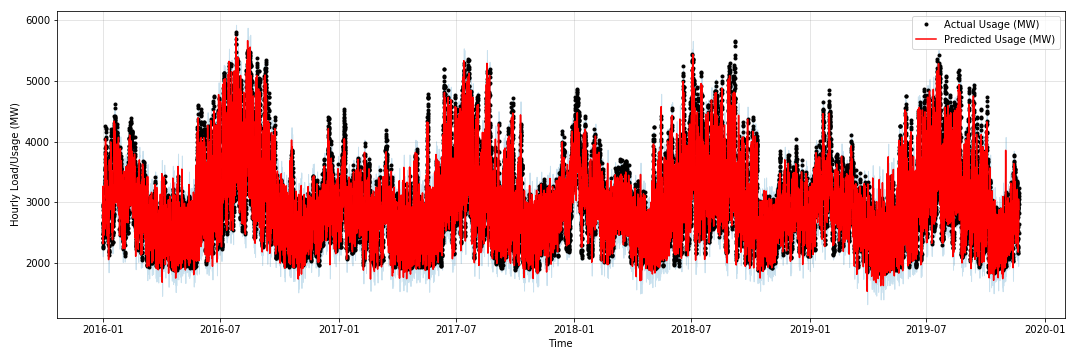 6000
5000
4000
3000
2000
Hourly Load/Usage (MW)
Actual Usage (MW)
Predicted Usage (MW)
2016-01 2016-07 2017-01 2017-07 2018-01 2018-07 2019-01 2019-07 2020-01
Time